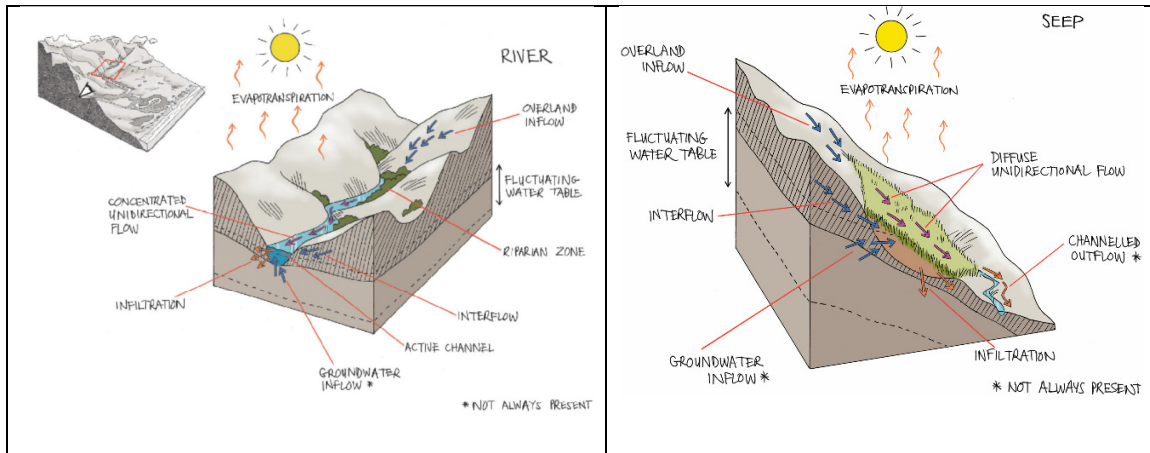 RIVER
EVAPOTRANSPIRATION
OVERLAND
INFLOW
FLUCTUATING
WATER TABLE
CONCENTRATED
UNIDIRECTIONAL
FLOW
RIPARIAN ZONE
INFILTRATION
INTERFLOW
ACTIVE CHANNEL
GROUNDWATER
INFLOW *
* NOT ALWAYS PRESENT
SEEP
OVERLAND
INFLOW
EVAPOTRANSPIRATION
FLUCTUATING
WATER TABLE
DIFFUSE
UNIDIRECTIONAL FLOW
INTERFLOW
CHANNELLED
OUTFLOW *
INFILTRATION
GROUNDWATER
INFLOW *
* NOT ALWAYS PRESENT